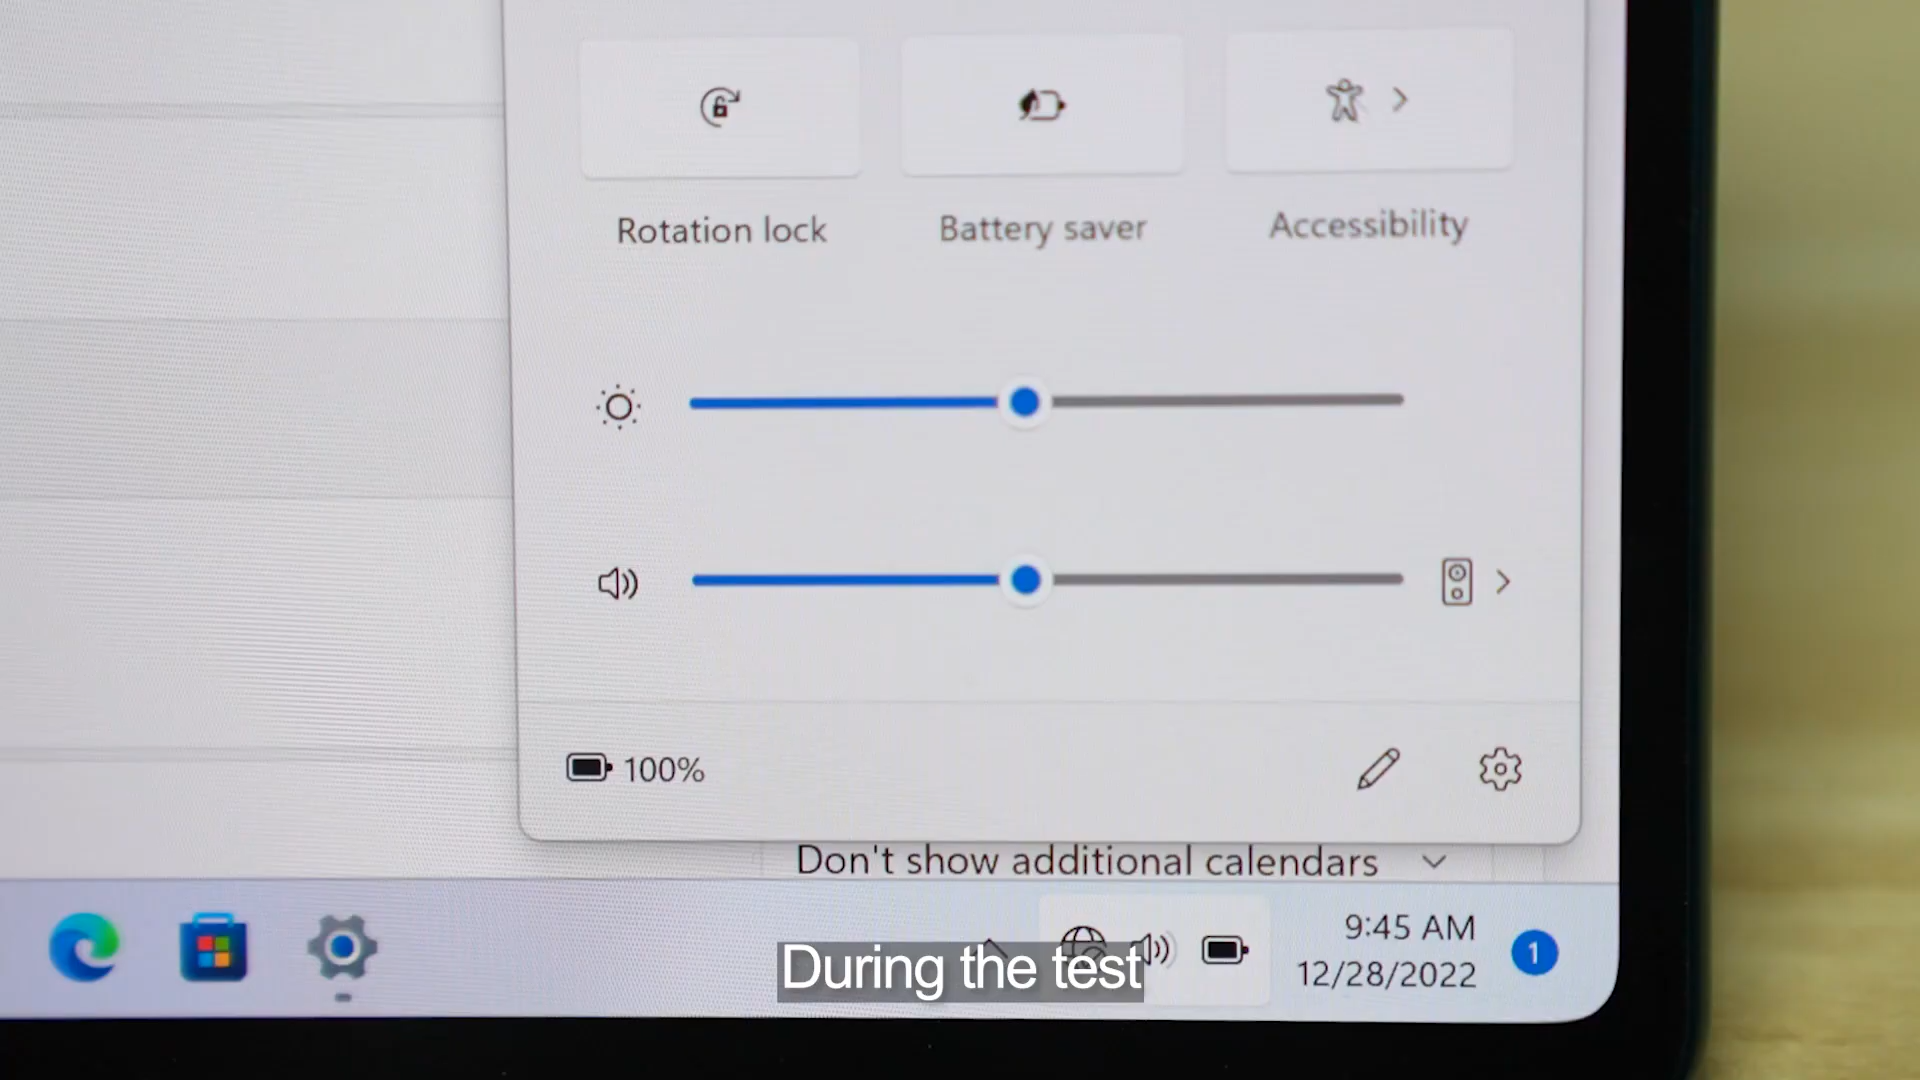 Rotation lock
Battery saver
Accessibility
100%
Don't show additional calendars
9:45 AM
12/28/2022
1
During the test